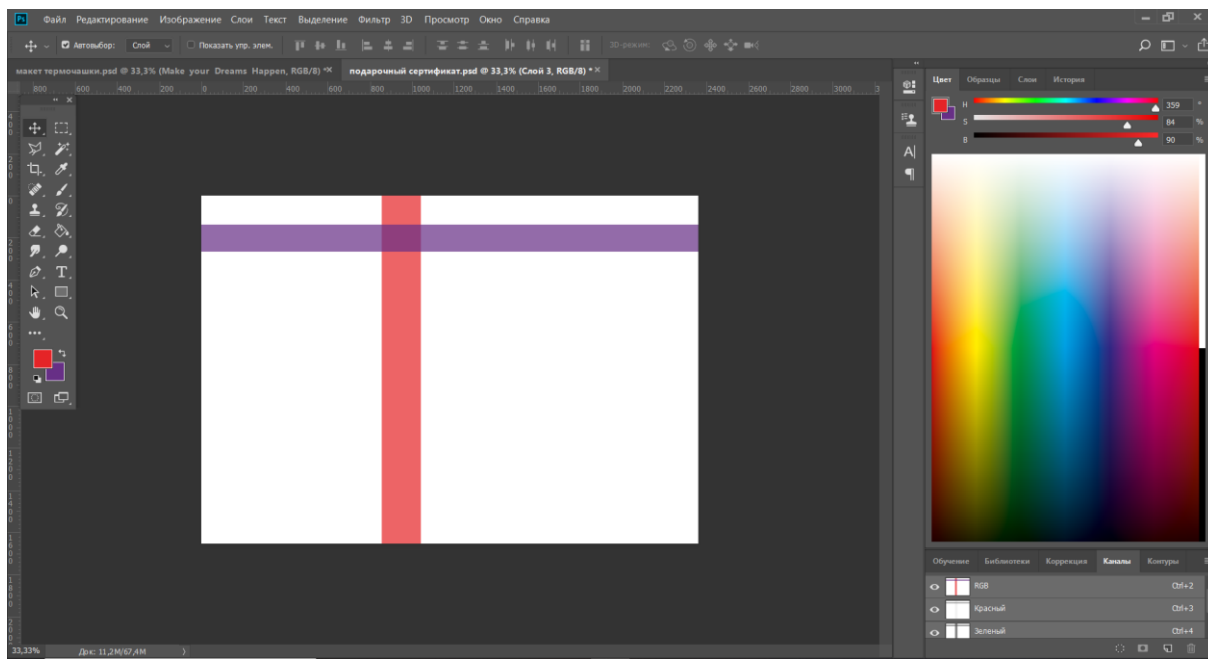 Ps Файл Редактирование Изображение Слои Текст Выделение Фильтр 3D Просмотр Окно Справка
Автовыбор: Слой Показать упр. элем. 3D-режим:
макет термочашки.psd @ 33,3% (Make your Dreams Happen, RGB/8) * × подарочный сертификат.psd @ 33,3% (Слой 3, RGB/8) * ×
800 600 400 200 0 200 400 600 800 1000 1200 1400 1600 1800 2000 2200 2400 2600 2800 3000 3
Цвет Образцы Слои История
H 359 °
S 84 %
B 90 %
Обучение Библиотеки Коррекция Каналы Контуры
RGB Ctrl+2
Красный Ctrl+3
Зеленый Ctrl+4
33,33% Док: 11,2M/67,4M